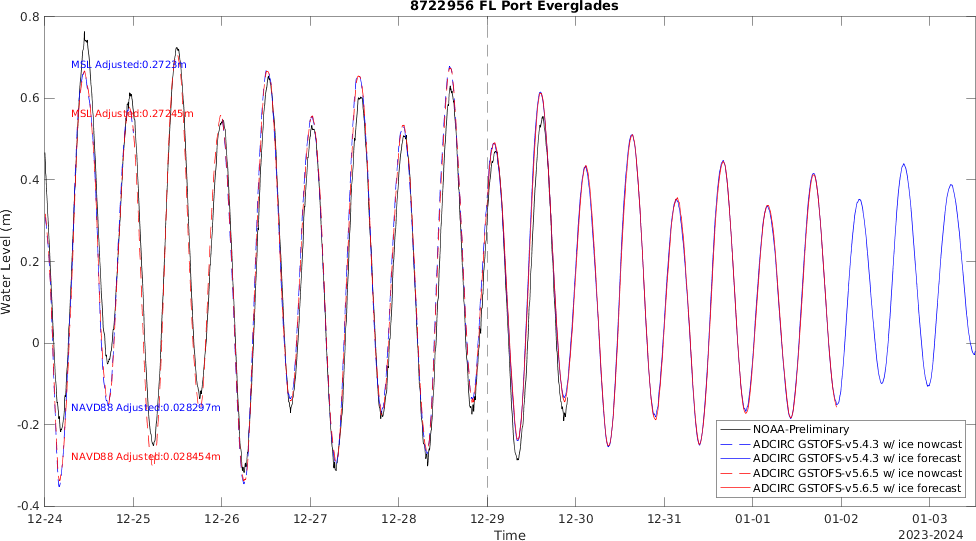 8722956 FL Port Everglades
0.8
0.6
0.4
0.2
0
-0.2
-0.4
Water Level (m)
MSL Adjusted:0.2723m
MSL Adjusted:0.27245m
NAVD88 Adjusted:0.028297m
NAVD88 Adjusted:0.028454m
NOAA-Preliminary
ADCIRC GSTOFS-v5.4.3 w/ ice nowcast
ADCIRC GSTOFS-v5.4.3 w/ ice forecast
ADCIRC GSTOFS-v5.6.5 w/ ice nowcast
ADCIRC GSTOFS-v5.6.5 w/ ice forecast
12-24 12-25 12-26 12-27 12-28 12-29 12-30 12-31 01-01 01-02 01-03
Time
2023-2024